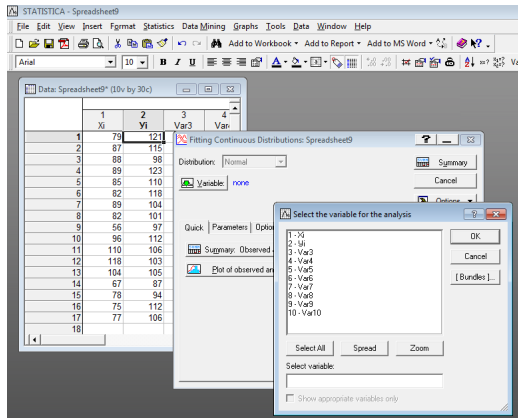 STATISTICA - Spreadsheet9
File Edit View Insert Format Statistics Data Mining Graphs Tools Data Window Help
Add to Workbook Add to Report Add to MS Word
Arial 10 B I U A
Data: Spreadsheet9* (10v by 30c)
1 2 3 4
Xi Yi Var3 Var
1 79 121
2 87 115
3 88 98
4 89 123
5 85 110
6 82 118
7 89 104
8 82 101
9 56 97
10 96 112
11 110 106
12 118 103
13 104 105
14 67 87
15 78 94
16 75 112
17 77 106
18
Fitting Continuous Distributions: Spreadsheet9
Distribution: Normal
Summary
Variable: none
Cancel
Options
Quick Parameters Option
Summary: Observed
Plot of observed an
Select the variable for the analysis
1 - Xi
2 - Yi
3 - Var3
4 - Var4
5 - Var5
6 - Var6
7 - Var7
8 - Var8
9 - Var9
10 - Var10
OK
Cancel
[Bundles]...
Select All Spread Zoom
Select variable:
Show appropriate variables only